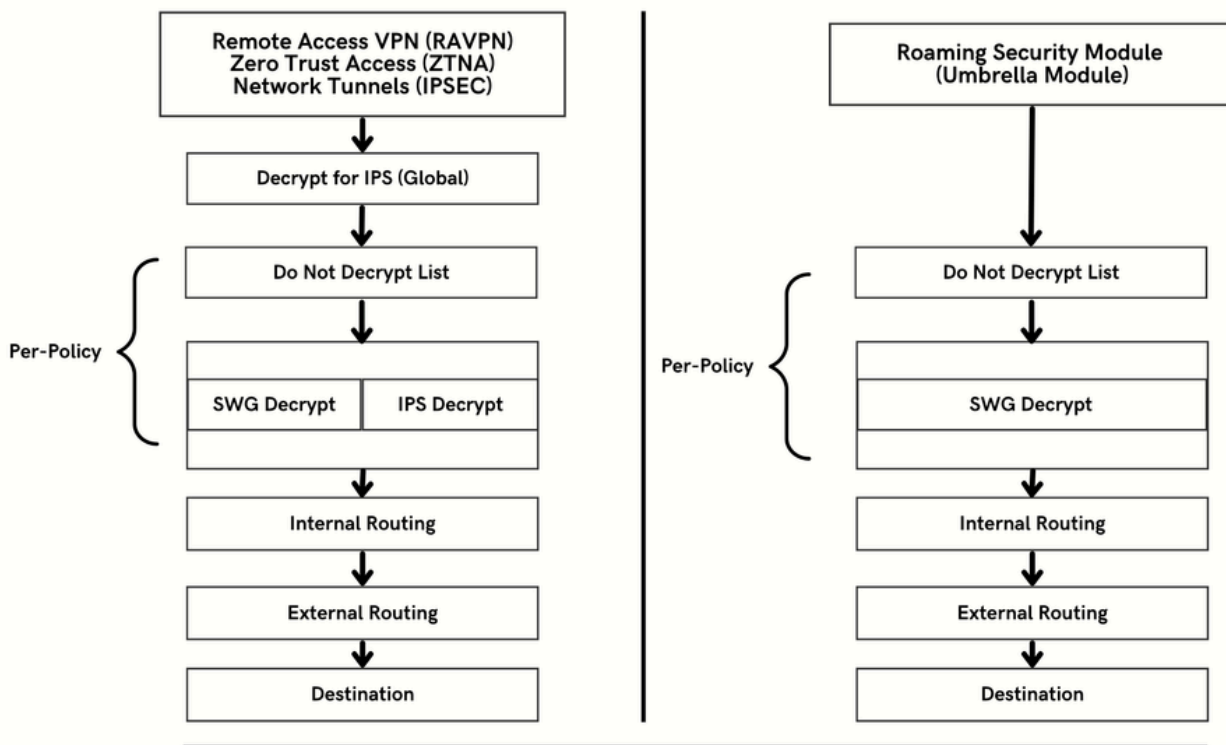 Remote Access VPN (RAVPN)
Zero Trust Access (ZTNA)
Network Tunnels (IPSEC)
Decrypt for IPS (Global)
Do Not Decrypt List
Per-Policy
SWG Decrypt
IPS Decrypt
Internal Routing
External Routing
Destination
Roaming Security Module
(Umbrella Module)
Do Not Decrypt List
Per-Policy
SWG Decrypt
Internal Routing
External Routing
Destination